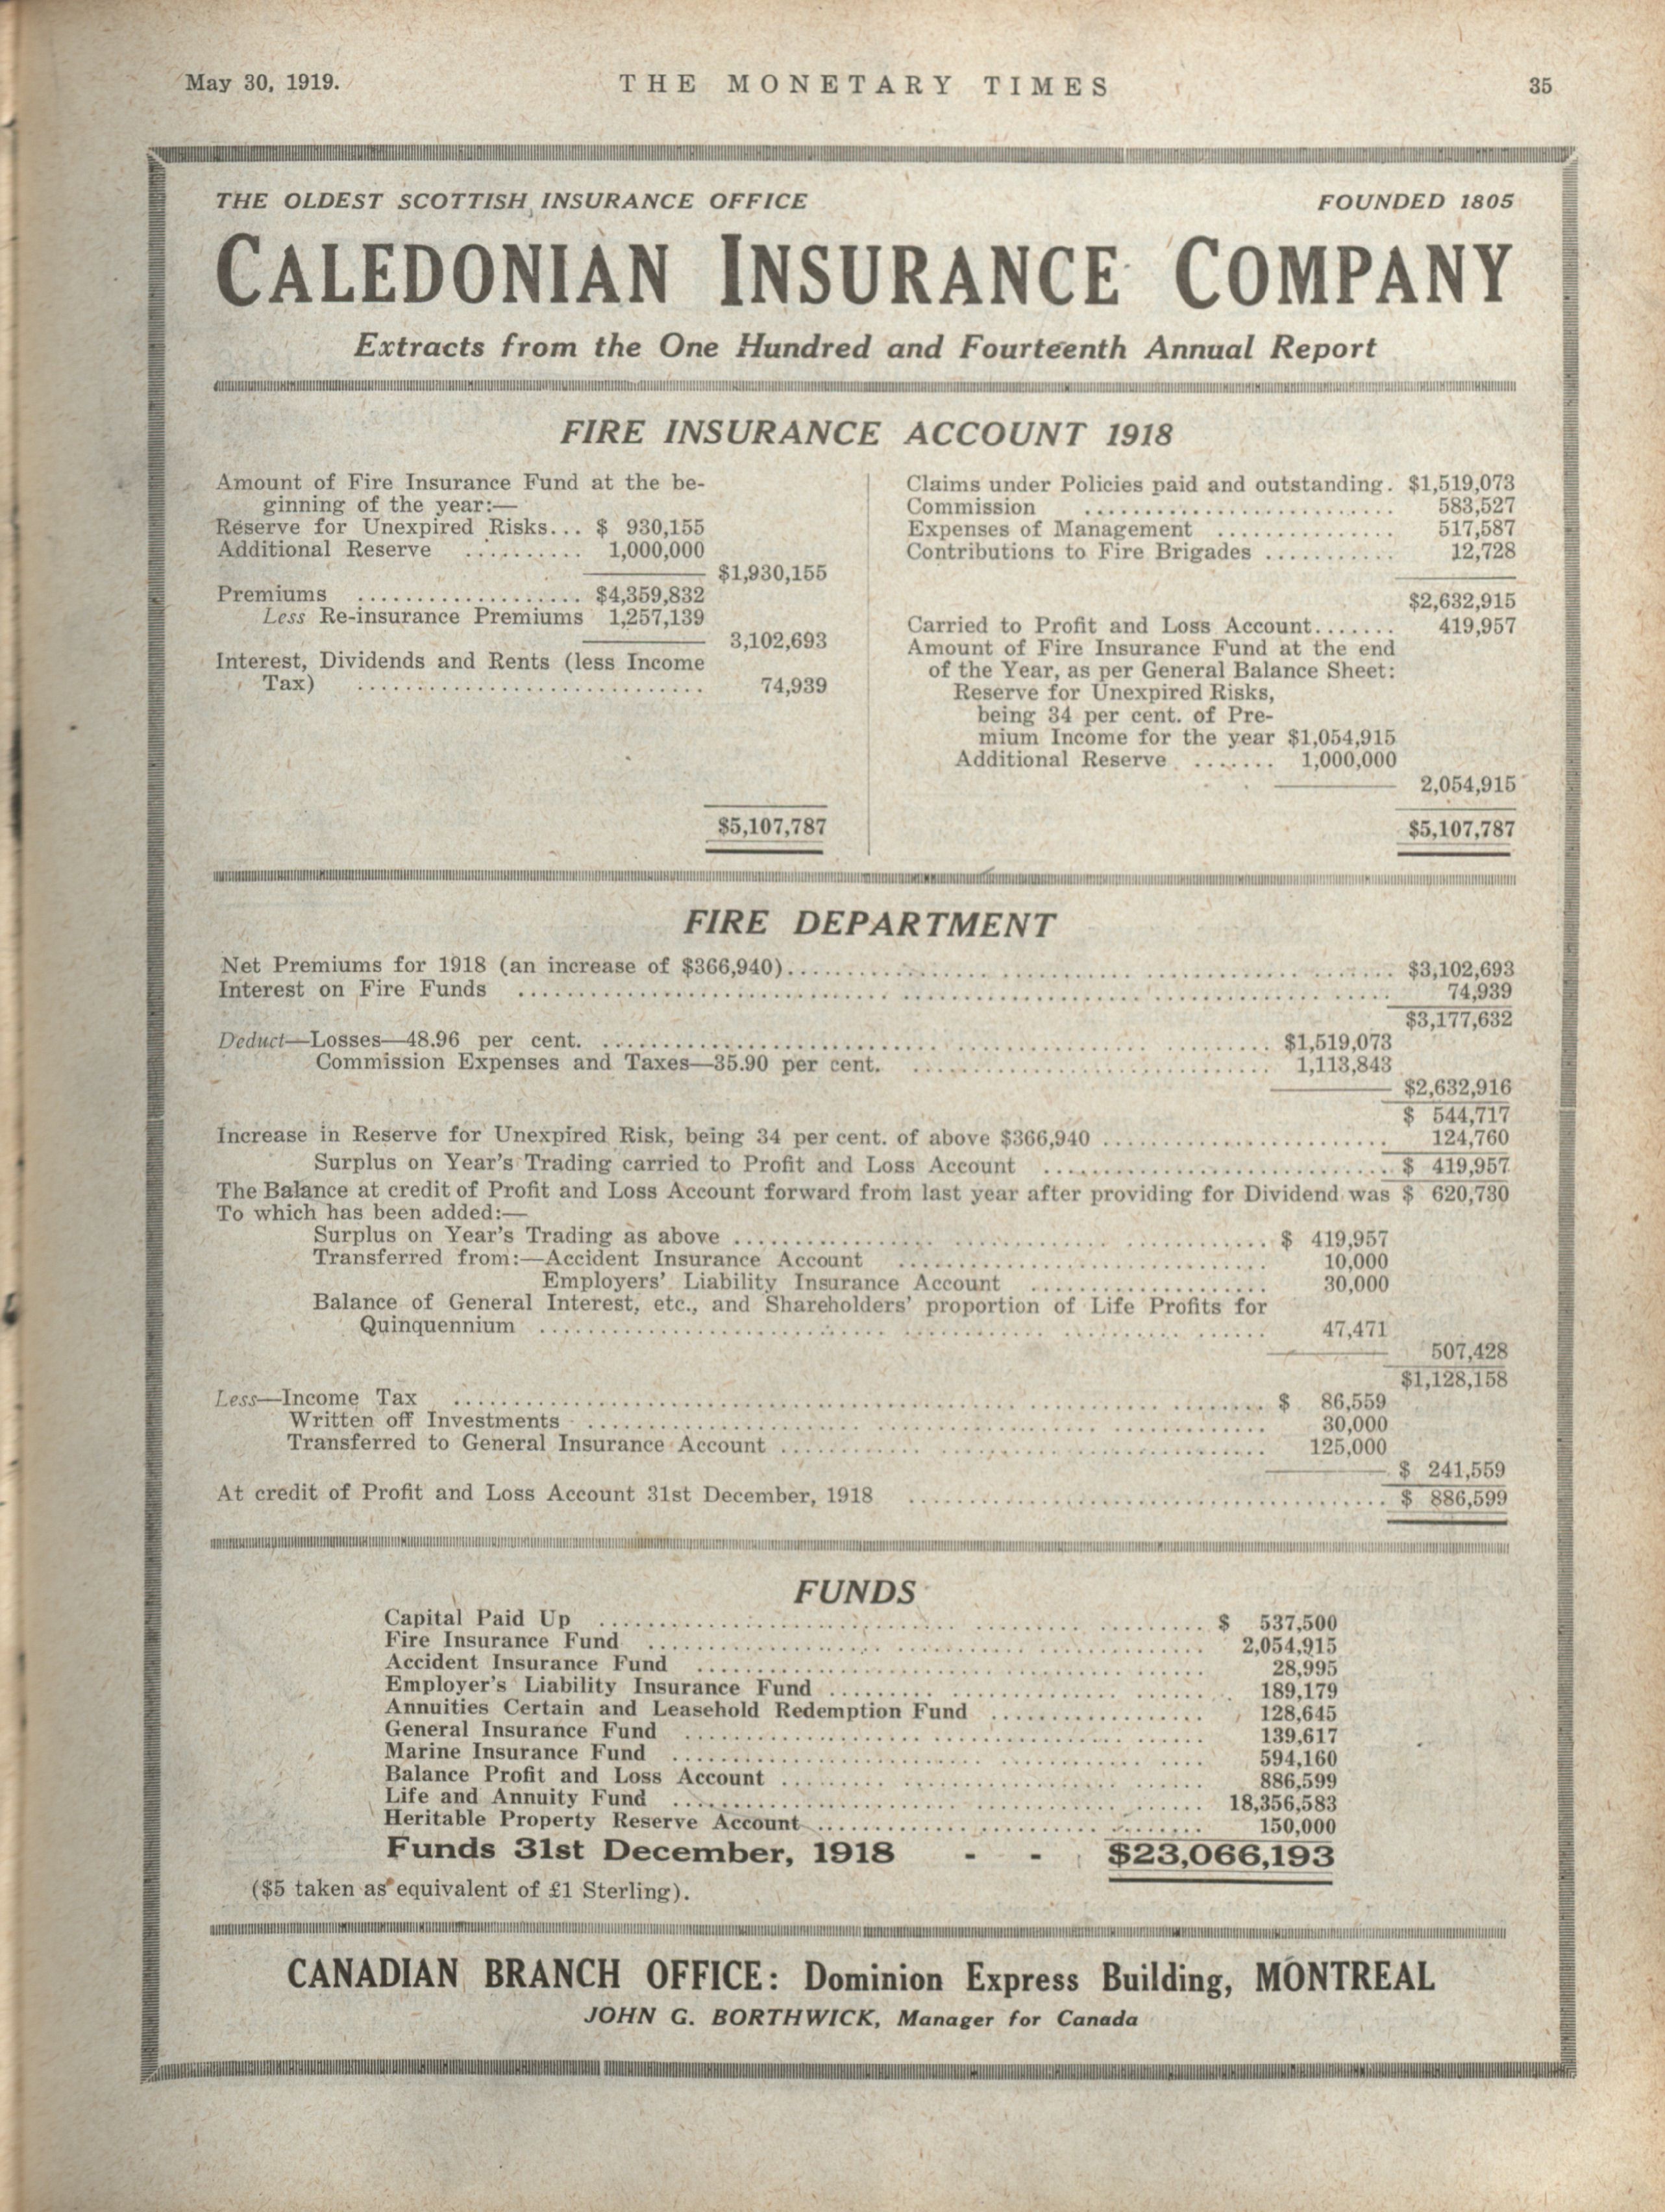 May 30, 1919.
THE MONETARY TIMES
35
THE OLDEST SCOTTISH INSURANCE OFFICE
FOUNDED 1805
CALEDONIAN INSURANCE COMPANY
Extracts from the One Hundred and Fourteenth Annual Report
FIRE INSURANCE ACCOUNT 1918
Amount of Fire Insurance Fund at the be-
ginning of the year:—
Reserve for Unexpired Risks... $ 930,155
Additional Reserve .......... 1,000,000
$1,930,155
Premiums ................... $4,359,832
Less Re-insurance Premiums 1,257,139
3,102,693
Interest, Dividends and Rents (less Income
Tax) ............................. 74,939
$5,107,787
Claims under Policies paid and outstanding. $1,519,073
Commission .......................... 583,527
Expenses of Management ............... 517,587
Contributions to Fire Brigades ........... 12,728
$2,632,915
Carried to Profit and Loss Account....... 419,957
Amount of Fire Insurance Fund at the end
of the Year, as per General Balance Sheet:
Reserve for Unexpired Risks,
being 34 per cent. of Pre-
mium Income for the year $1,054,915
Additional Reserve ....... 1,000,000
2,054,915
$5,107,787
FIRE DEPARTMENT
Net Premiums for 1918 (an increase of $366,940)........ $3,102,693
Interest on Fire Funds ........ 74,939
$3,177,632
Deduct—Losses—48.96 per cent. ........ $1,519,073
Commission Expenses and Taxes—35.90 per cent. ........ 1,113,843
$2,632,916
$ 544,717
Increase in Reserve for Unexpired Risk, being 34 per cent. of above $366,940 ........ 124,760
Surplus on Year's Trading carried to Profit and Loss Account ........ $ 419,957
The Balance at credit of Profit and Loss Account forward from last year after providing for Dividend was $ 620,730
To which has been added:—
Surplus on Year's Trading as above ........ $ 419,957
Transferred from:—Accident Insurance Account ........ 10,000
Employers' Liability Insurance Account ........ 30,000
Balance of General Interest, etc., and Shareholders' proportion of Life Profits for
Quinquennium ........ 47,471
507,428
$1,128,158
Less—Income Tax ........ $ 86,559
Written off Investments ........ 30,000
Transferred to General Insurance Account ........ 125,000
$ 241,559
At credit of Profit and Loss Account 31st December, 1918 ........ $ 886,599
FUNDS
Capital Paid Up ........ $ 537,500
Fire Insurance Fund ........ 2,054,915
Accident Insurance Fund ........ 28,995
Employer's Liability Insurance Fund ........ 189,179
Annuities Certain and Leasehold Redemption Fund ........ 128,645
General Insurance Fund ........ 139,617
Marine Insurance Fund ........ 594,160
Balance Profit and Loss Account ........ 886,599
Life and Annuity Fund ........ 18,356,583
Heritable Property Reserve Account ........ 150,000
Funds 31st December, 1918 - - $23,066,193
($5 taken as equivalent of £1 Sterling).
CANADIAN BRANCH OFFICE: Dominion Express Building, MONTREAL
JOHN G. BORTHWICK, Manager for Canada